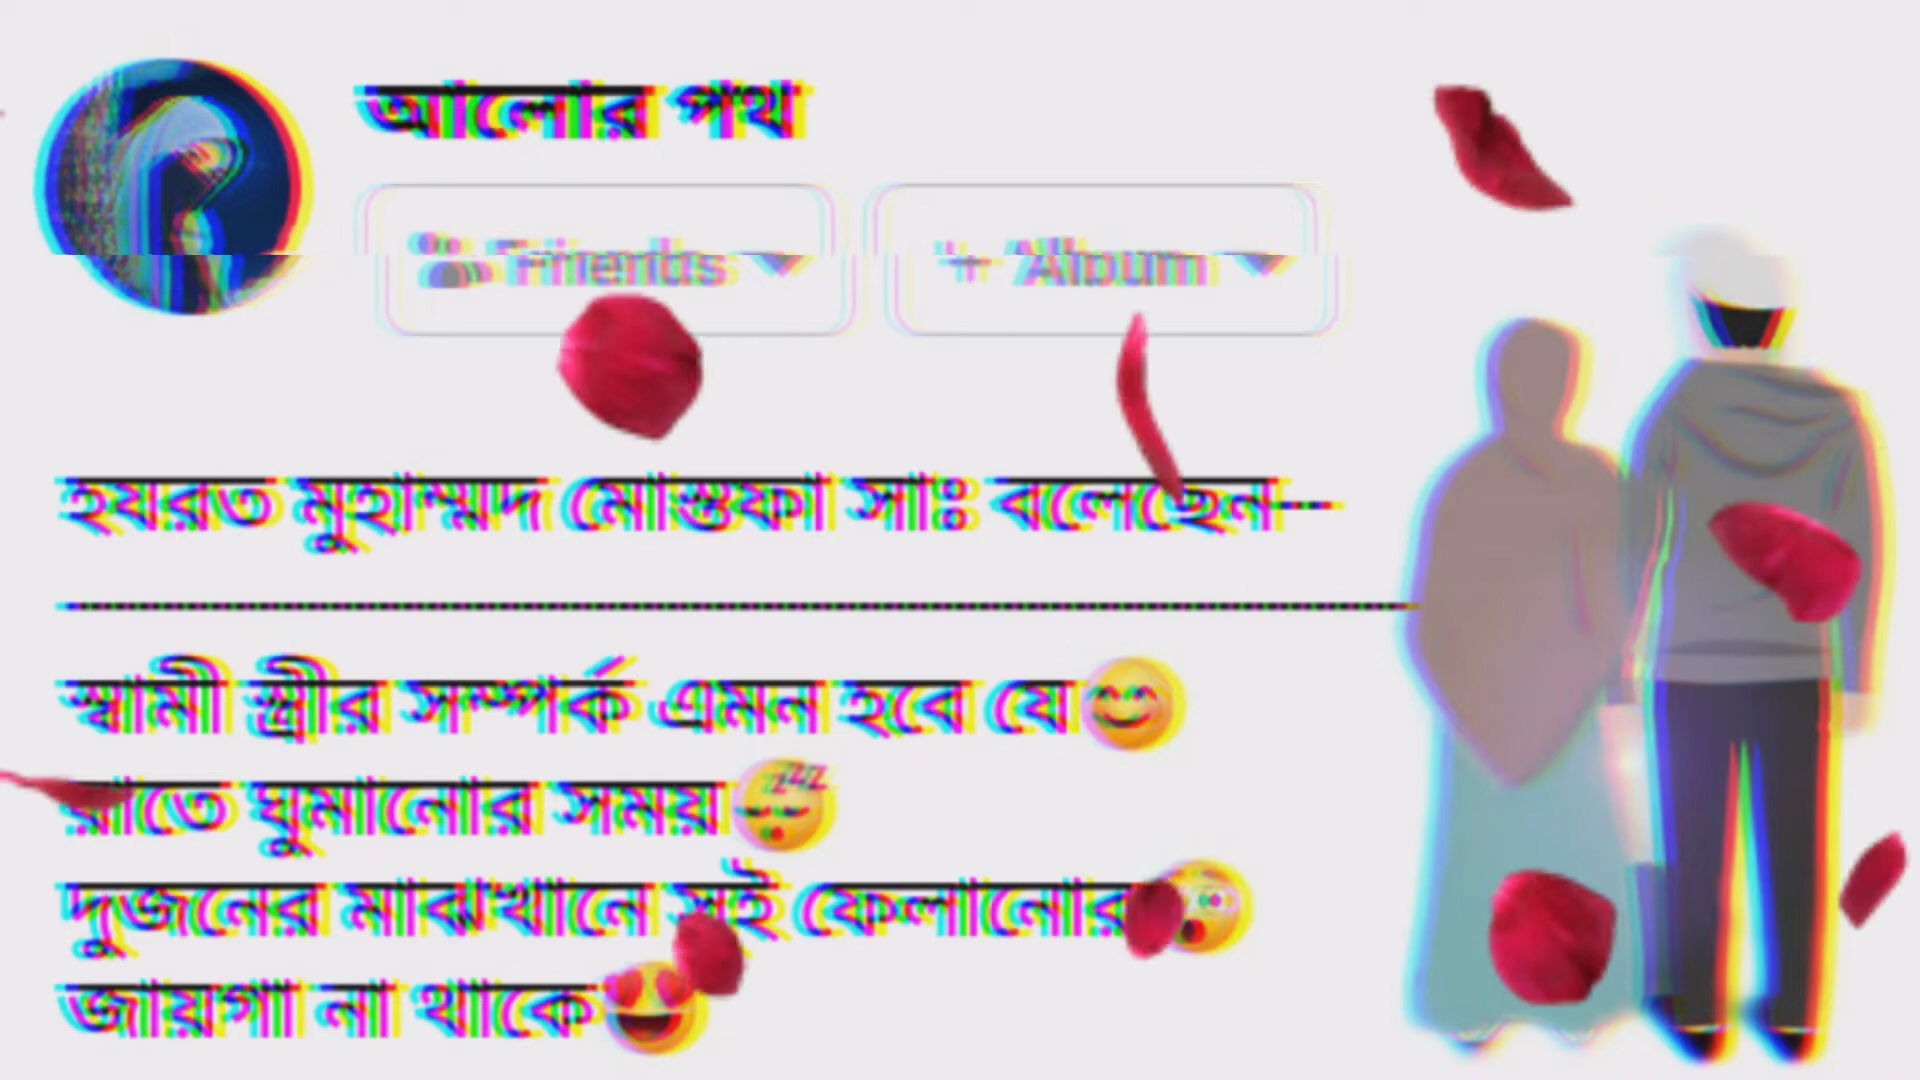 আলোর পথ
Friends
+ Album
হযরত মুহাম্মদ মোস্তফা সাঃ বলেছেন---
স্বামী স্ত্রীর সম্পর্ক এমন হবে যে😊
রাতে ঘুমানোর সময়😴
দুজনের মাঝখানে সুই ফেলানোর😲
জায়গা না থাকে😍